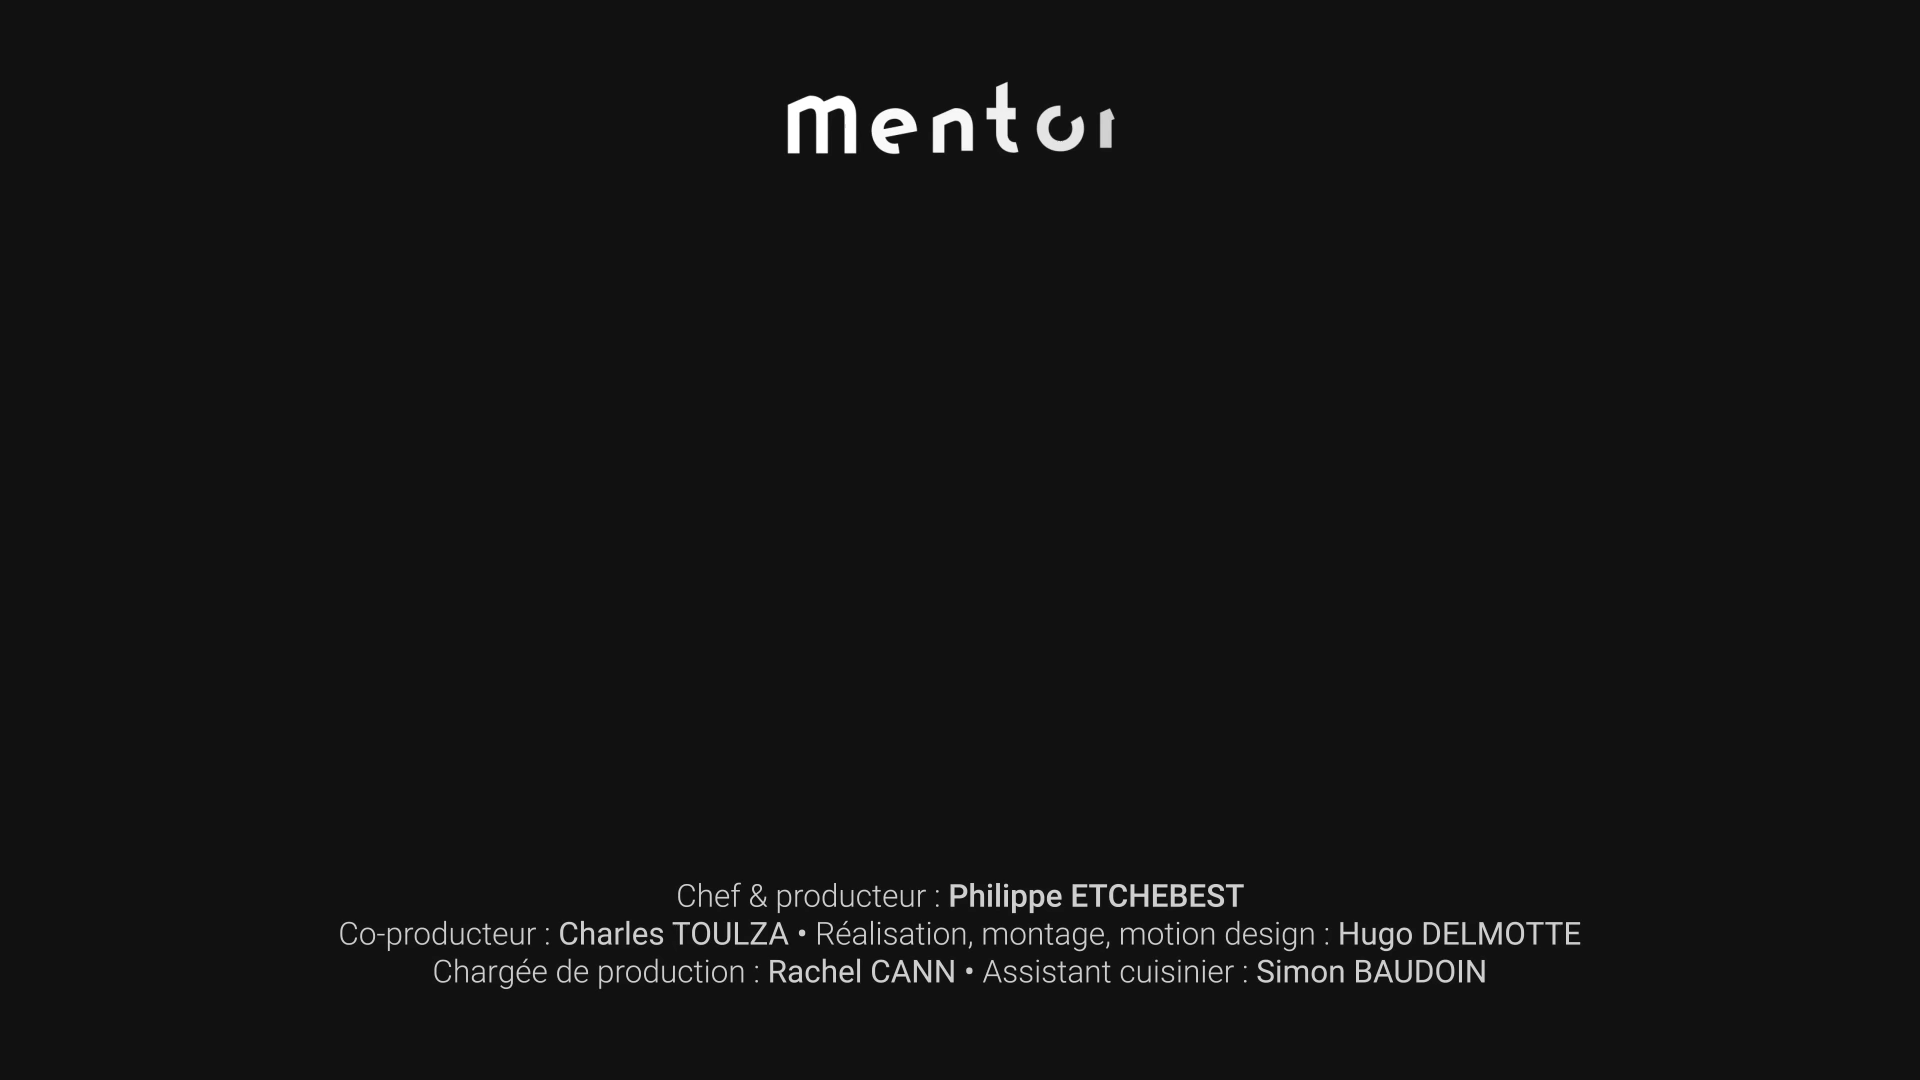 mentor
Chef & producteur : Philippe ETCHEBEST
Co-producteur : Charles TOULZA • Réalisation, montage, motion design : Hugo DELMOTTE
Chargée de production : Rachel CANN • Assistant cuisinier : Simon BAUDOIN